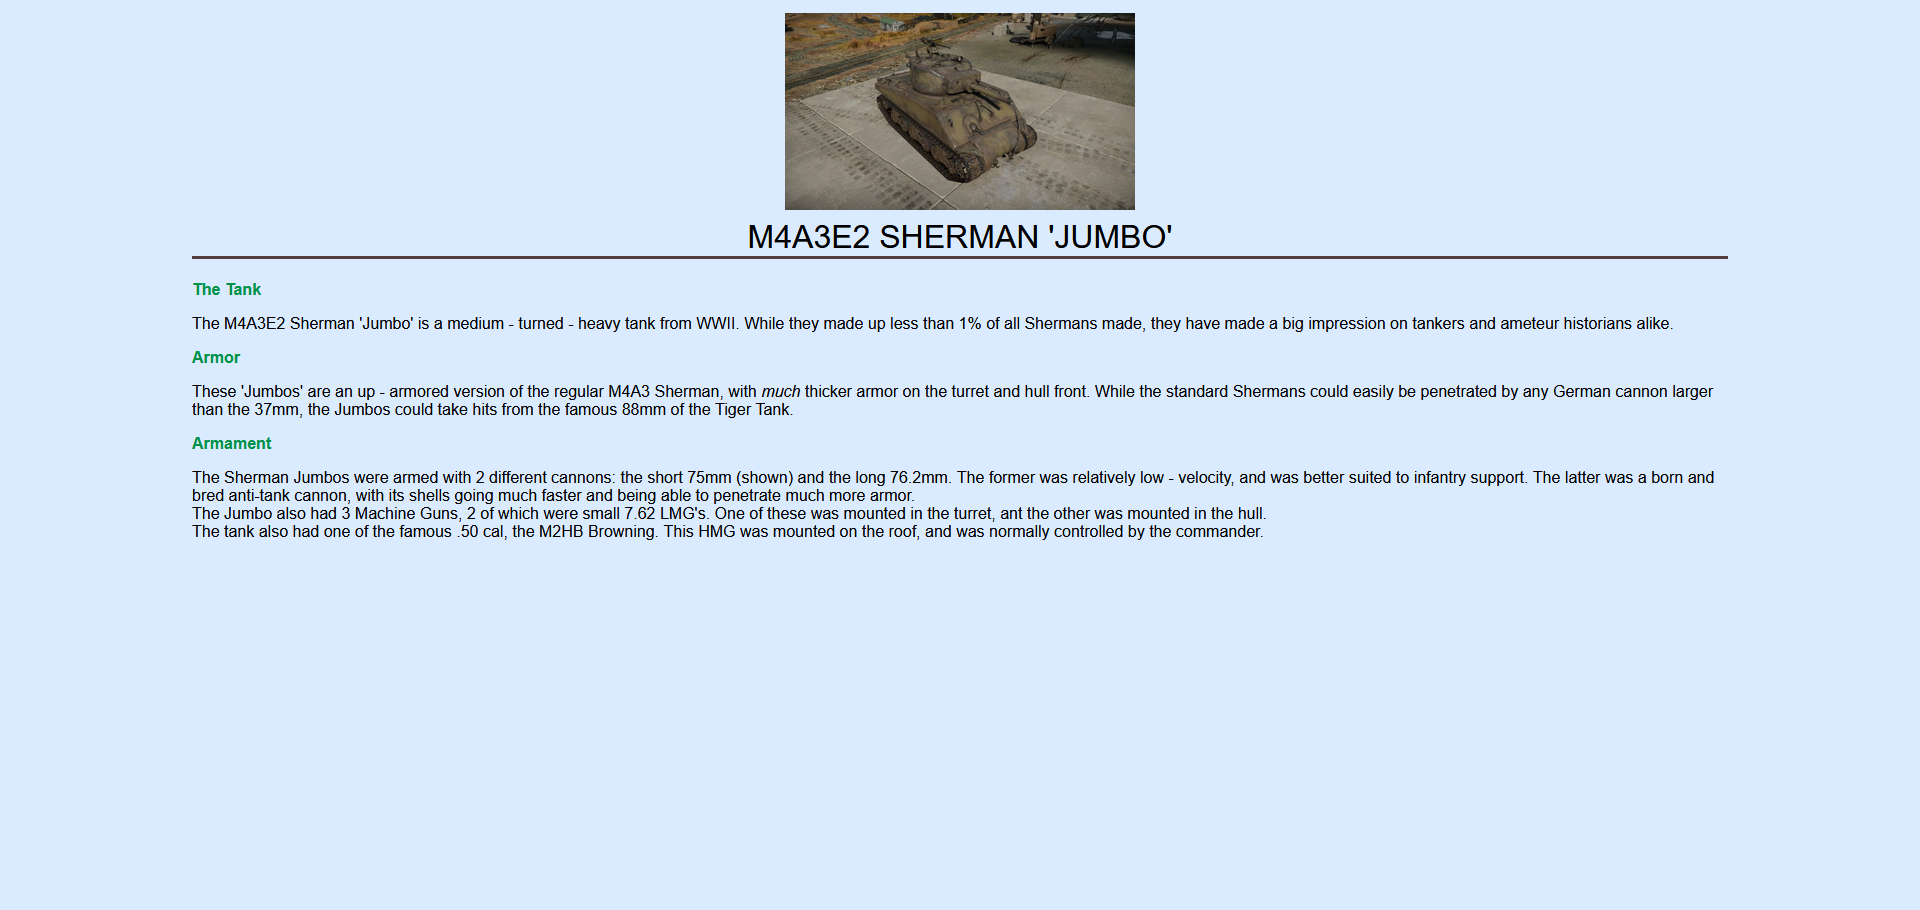 M4A3E2 SHERMAN 'JUMBO'
The Tank
The M4A3E2 Sherman 'Jumbo' is a medium - turned - heavy tank from WWII. While they made up less than 1% of all Shermans made, they have made a big impression on tankers and ameteur historians alike.
Armor
These 'Jumbos' are an up - armored version of the regular M4A3 Sherman, with much thicker armor on the turret and hull front. While the standard Shermans could easily be penetrated by any German cannon larger
than the 37mm, the Jumbos could take hits from the famous 88mm of the Tiger Tank.
Armament
The Sherman Jumbos were armed with 2 different cannons: the short 75mm (shown) and the long 76.2mm. The former was relatively low - velocity, and was better suited to infantry support. The latter was a born and
bred anti-tank cannon, with its shells going much faster and being able to penetrate much more armor.
The Jumbo also had 3 Machine Guns, 2 of which were small 7.62 LMG's. One of these was mounted in the turret, ant the other was mounted in the hull.
The tank also had one of the famous .50 cal, the M2HB Browning. This HMG was mounted on the roof, and was normally controlled by the commander.